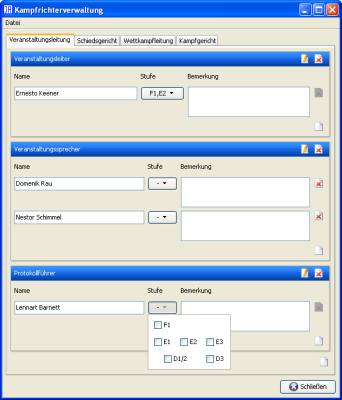 Kampfrichterverwaltung
Datei
Veranstaltungsleitung Schiedsgericht Wettkampfleitung Kampfgericht
Veranstaltungsleiter
Name Stufe Bemerkung
Ernesto Keener F1,E2
Veranstaltungssprecher
Name Stufe Bemerkung
Domenik Rau -
Nestor Schimmel -
Protokollführer
Name Stufe Bemerkung
Lennart Barnett -
F1
E1 E2 E3
D1/2 D3
Schließen